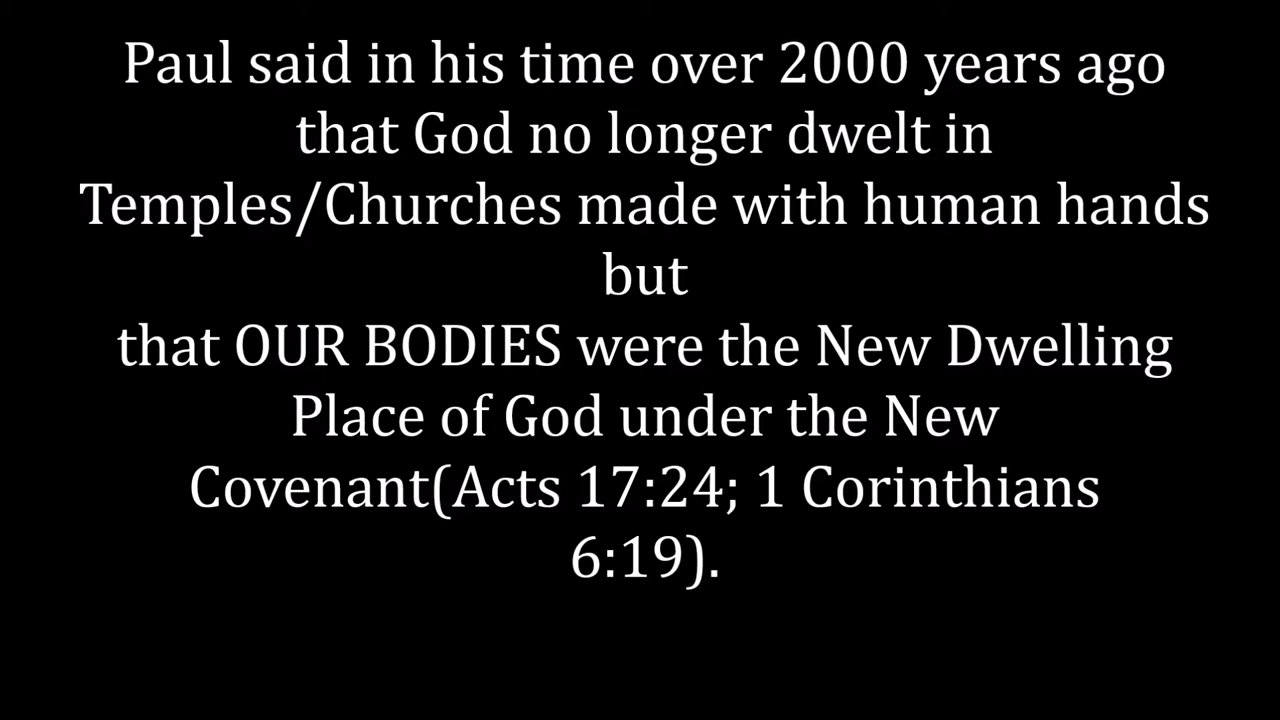 Paul said in his time over 2000 years ago
that God no longer dwelt in
Temples/Churches made with human hands
but
that OUR BODIES were the New Dwelling
Place of God under the New
Covenant(Acts 17:24; 1 Corinthians
6:19).